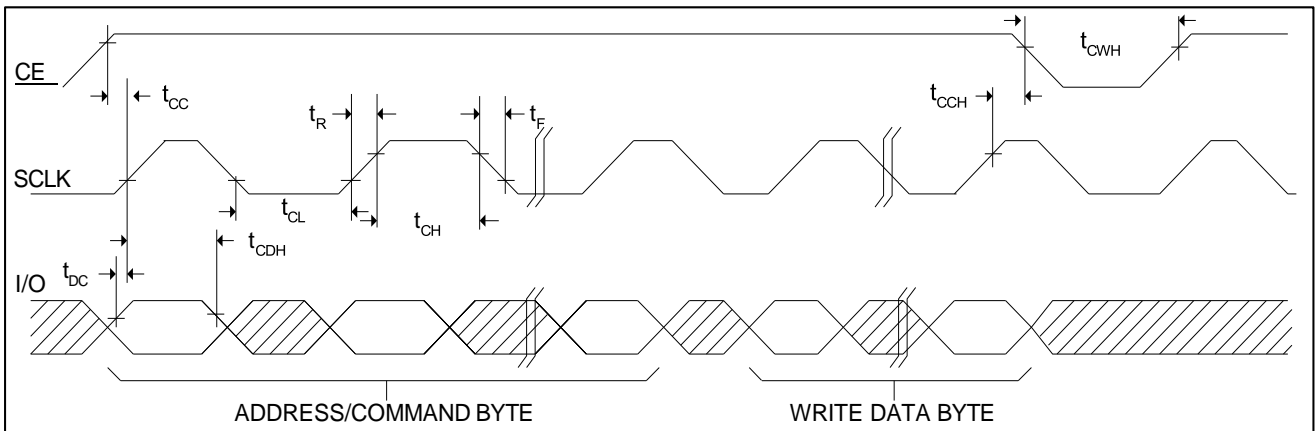 CE
t_CWH
t_CC
t_CCH
t_R
t_F
SCLK
t_CL
t_CH
t_CDH
t_DC
I/O
ADDRESS/COMMAND BYTE
WRITE DATA BYTE